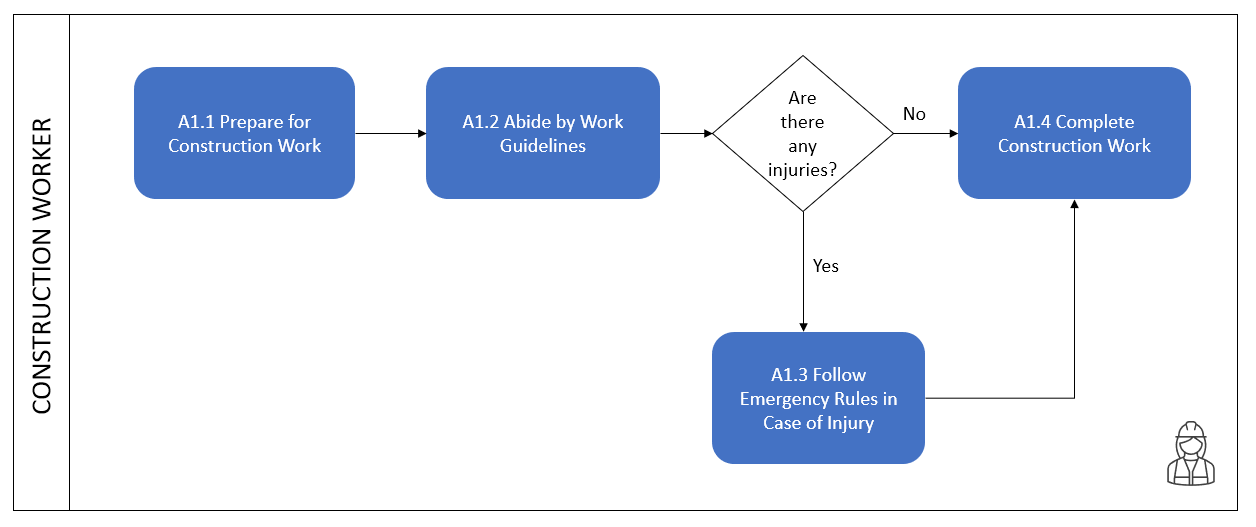 CONSTRUCTION WORKER
A1.1 Prepare for
Construction Work
A1.2 Abide by Work
Guidelines
Are
there
any
injuries?
No
A1.4 Complete
Construction Work
Yes
A1.3 Follow
Emergency Rules in
Case of Injury